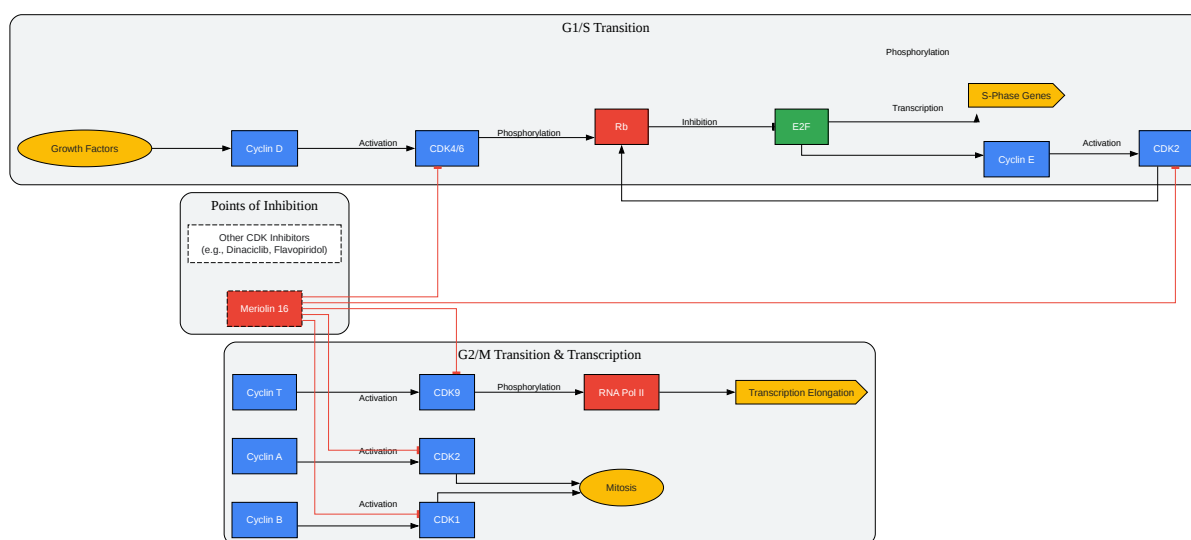 G1/S Transition
Phosphorylation
S-Phase Genes
Transcription
Growth Factors
Cyclin D
Activation
CDK4/6
Phosphorylation
Rb
Inhibition
E2F
Cyclin E
Activation
CDK2
Points of Inhibition
Other CDK Inhibitors
(e.g., Dinaciclib, Flavopiridol)
Meriolin 16
G2/M Transition & Transcription
Cyclin T
Activation
CDK9
Phosphorylation
RNA Pol II
Transcription Elongation
Cyclin A
Activation
CDK2
Mitosis
Cyclin B
Activation
CDK1